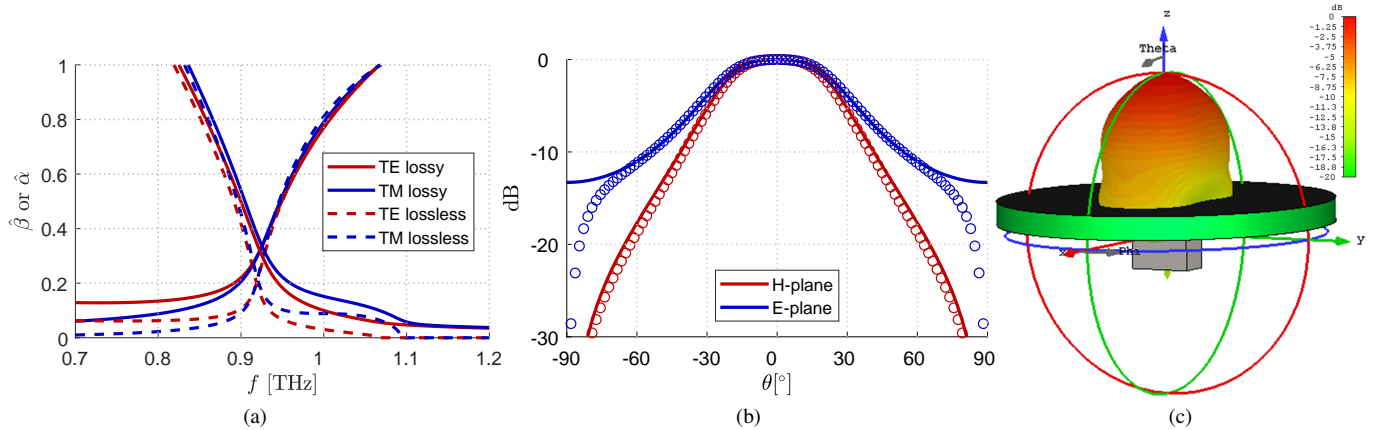 (a)
1
0.8
0.6
0.4
0.2
0
0.7
0.8
0.9
1
1.1
1.2
β̂ or α̂
f [THz]
TE lossy
TM lossy
TE lossless
TM lossless
(b)
0
-10
-20
-30
-90
-60
-30
0
30
60
90
dB
θ[°]
H-plane
E-plane
(c)
z
Theta
x
Phi
y
dB
0
-1.25
-2.5
-3.75
-5
-6.25
-7.5
-8.75
-10
-11.3
-12.5
-13.8
-15
-16.3
-17.5
-18.8
-20